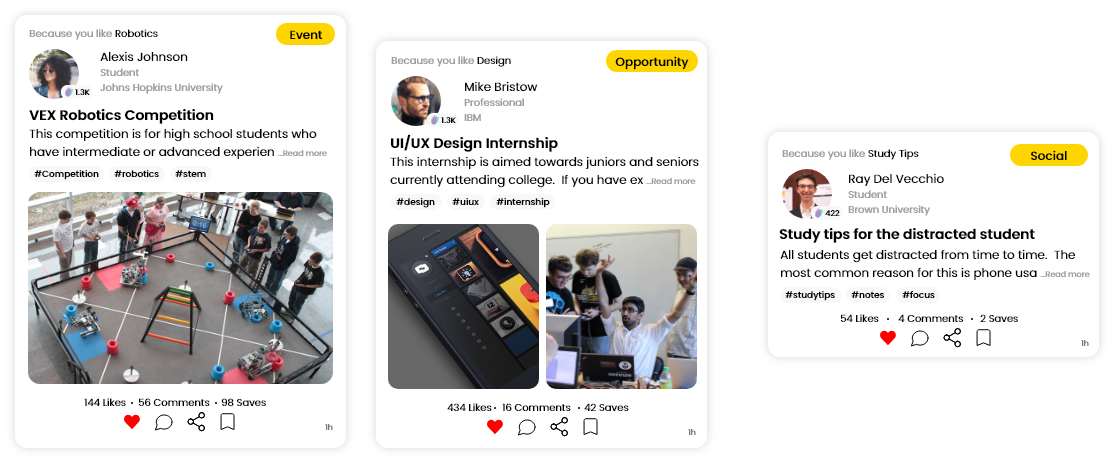 Because you like Robotics
Event
Alexis Johnson
Student
Johns Hopkins University
1.3K
VEX Robotics Competition
This competition is for high school students who
have intermediate or advanced experien ...Read more
#Competition #robotics #stem
144 Likes • 56 Comments • 98 Saves
1h
Because you like Design
Opportunity
Mike Bristow
Professional
IBM
1.3K
UI/UX Design Internship
This internship is aimed towards juniors and seniors
currently attending college. If you have ex ...Read more
#design #uiux #internship
434 Likes • 16 Comments • 42 Saves
1h
Because you like Study Tips
Social
Ray Del Vecchio
Student
Brown University
422
Study tips for the distracted student
All students get distracted from time to time. The
most common reason for this is phone usa ...Read more
#studytips #notes #focus
54 Likes • 4 Comments • 2 Saves
1h